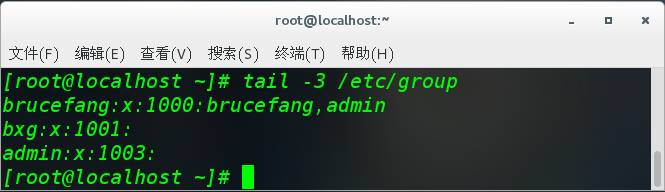 root@localhost:~
文件(F) 编辑(E) 查看(V) 搜索(S) 终端(T) 帮助(H)
[root@localhost ~]# tail -3 /etc/group
brucefang:x:1000:brucefang,admin
bxg:x:1001:
admin:x:1003:
[root@localhost ~]#